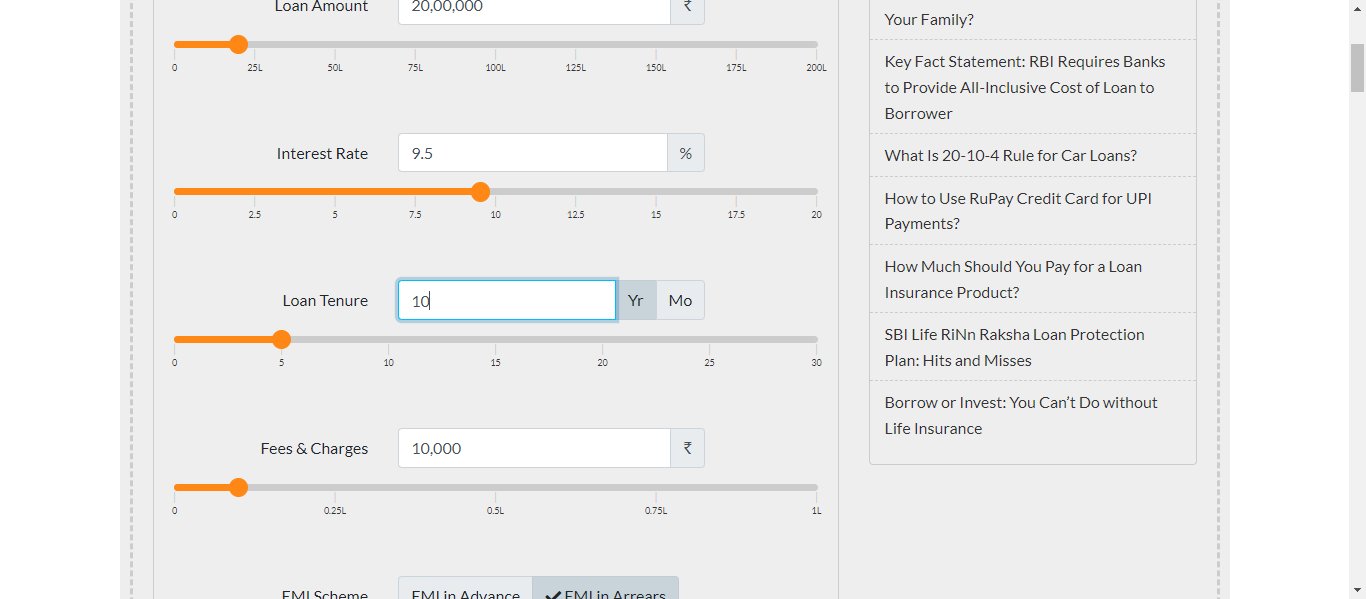 Loan Amount
20,00,000
₹
0 25L 50L 75L 100L 125L 150L 175L 200L
Interest Rate
9.5
%
0 2.5 5 7.5 10 12.5 15 17.5 20
Loan Tenure
10
Yr
Mo
0 5 10 15 20 25 30
Fees & Charges
10,000
₹
0 0.25L 0.5L 0.75L 1L
EMI Scheme
EMI in Advance
EMI in Arrears
Your Family?
Key Fact Statement: RBI Requires Banks
to Provide All-Inclusive Cost of Loan to
Borrower
What Is 20-10-4 Rule for Car Loans?
How to Use RuPay Credit Card for UPI
Payments?
How Much Should You Pay for a Loan
Insurance Product?
SBI Life RiNn Raksha Loan Protection
Plan: Hits and Misses
Borrow or Invest: You Can’t Do without
Life Insurance